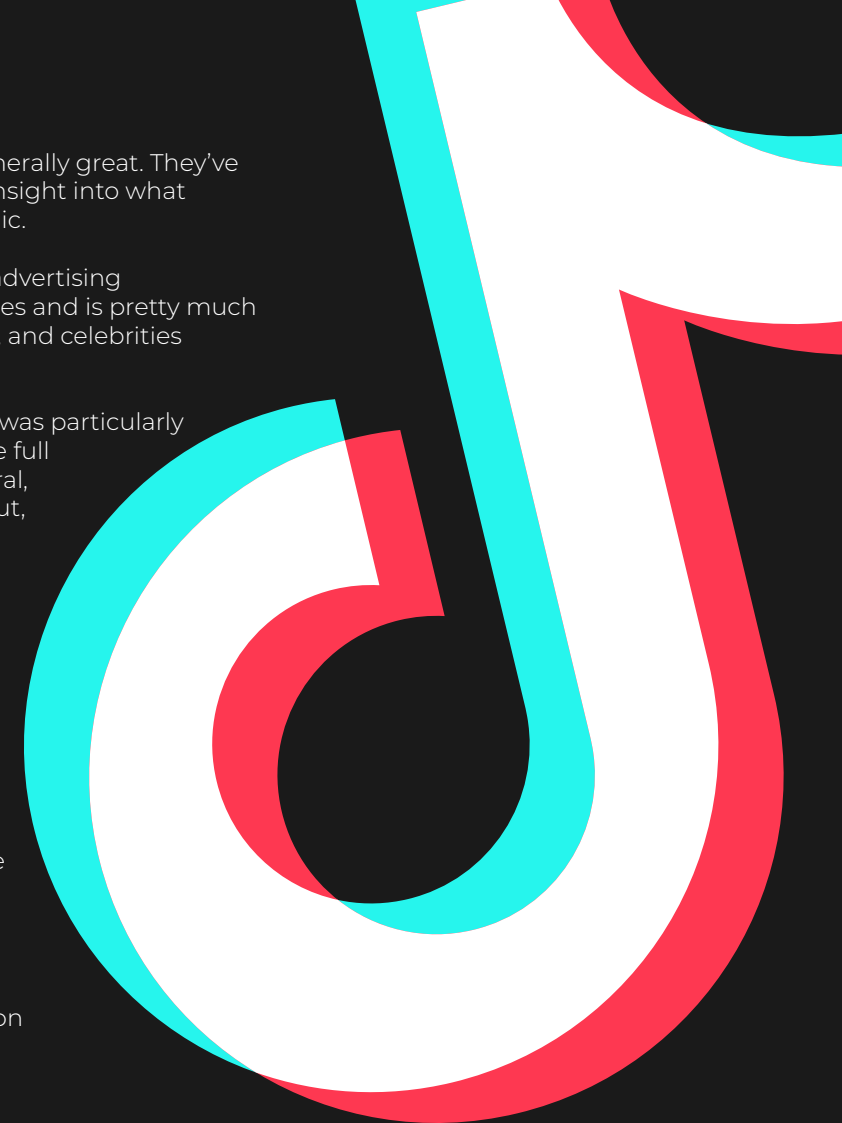 nerally great. They’ve
nsight into what
ic.
advertising
es and is pretty much
and celebrities
was particularly
e full
ral,
ut,
e
on